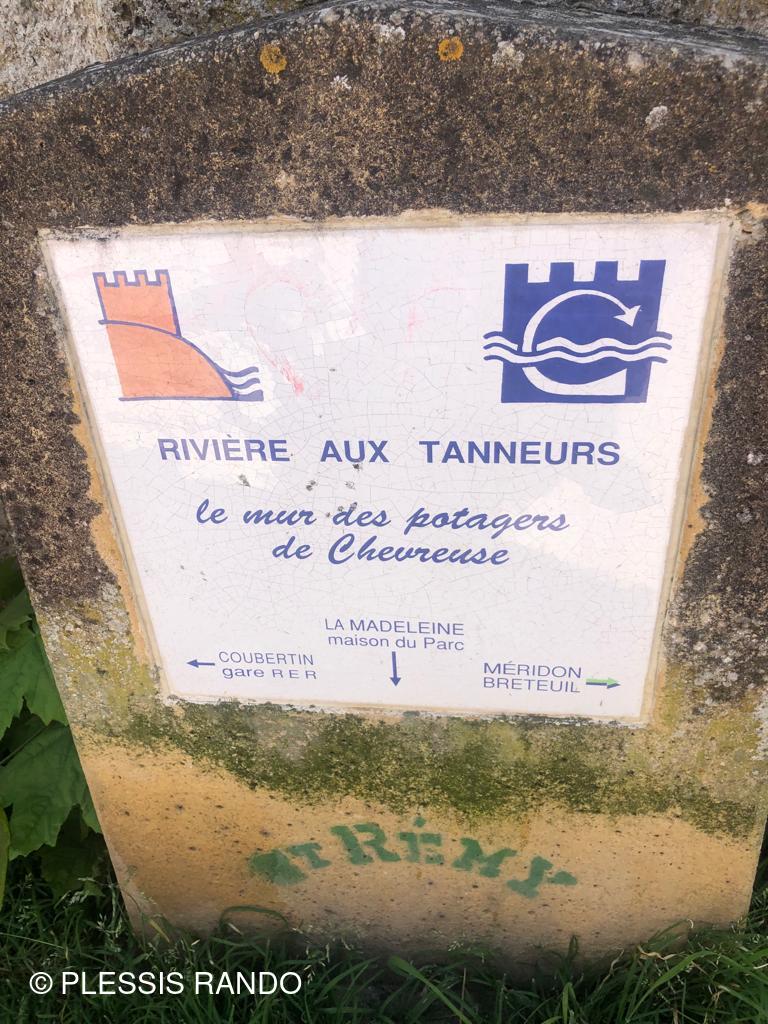 RIVIÈRE AUX TANNEURS
le mur des potagers
de Chevreuse
LA MADELEINE
maison du Parc
COUBERTIN
gare R E R
MÉRIDON
BRETEUIL
ST RÉMY
© PLESSIS RANDO